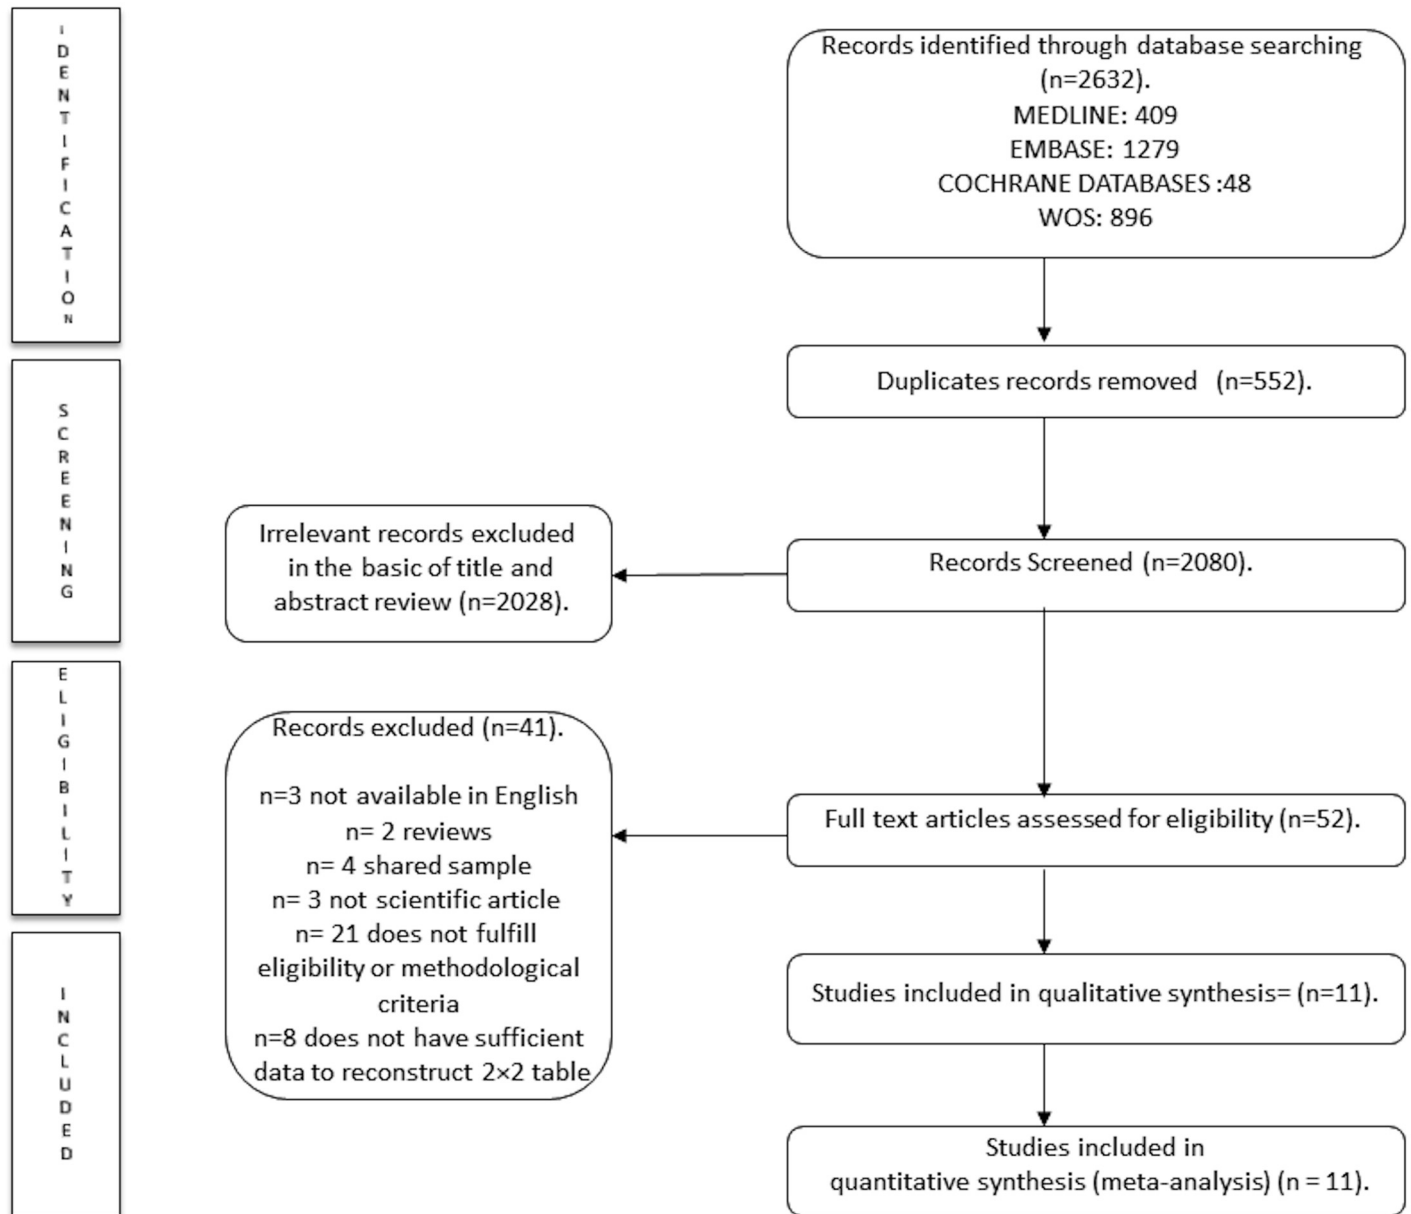 IDENTIFICATION
Records identified through database searching
(n=2632).
MEDLINE: 409
EMBASE: 1279
COCHRANE DATABASES :48
WOS: 896
SCREENING
Duplicates records removed (n=552).
Records Screened (n=2080).
Irrelevant records excluded
in the basic of title and
abstract review (n=2028).
ELIGIBILITY
Full text articles assessed for eligibility (n=52).
Records excluded (n=41).
n=3 not available in English
n= 2 reviews
n= 4 shared sample
n= 3 not scientific article
n= 21 does not fulfill
eligibility or methodological
criteria
n=8 does not have sufficient
data to reconstruct 2×2 table
INCLUDED
Studies included in qualitative synthesis= (n=11).
Studies included in
quantitative synthesis (meta-analysis) (n = 11).